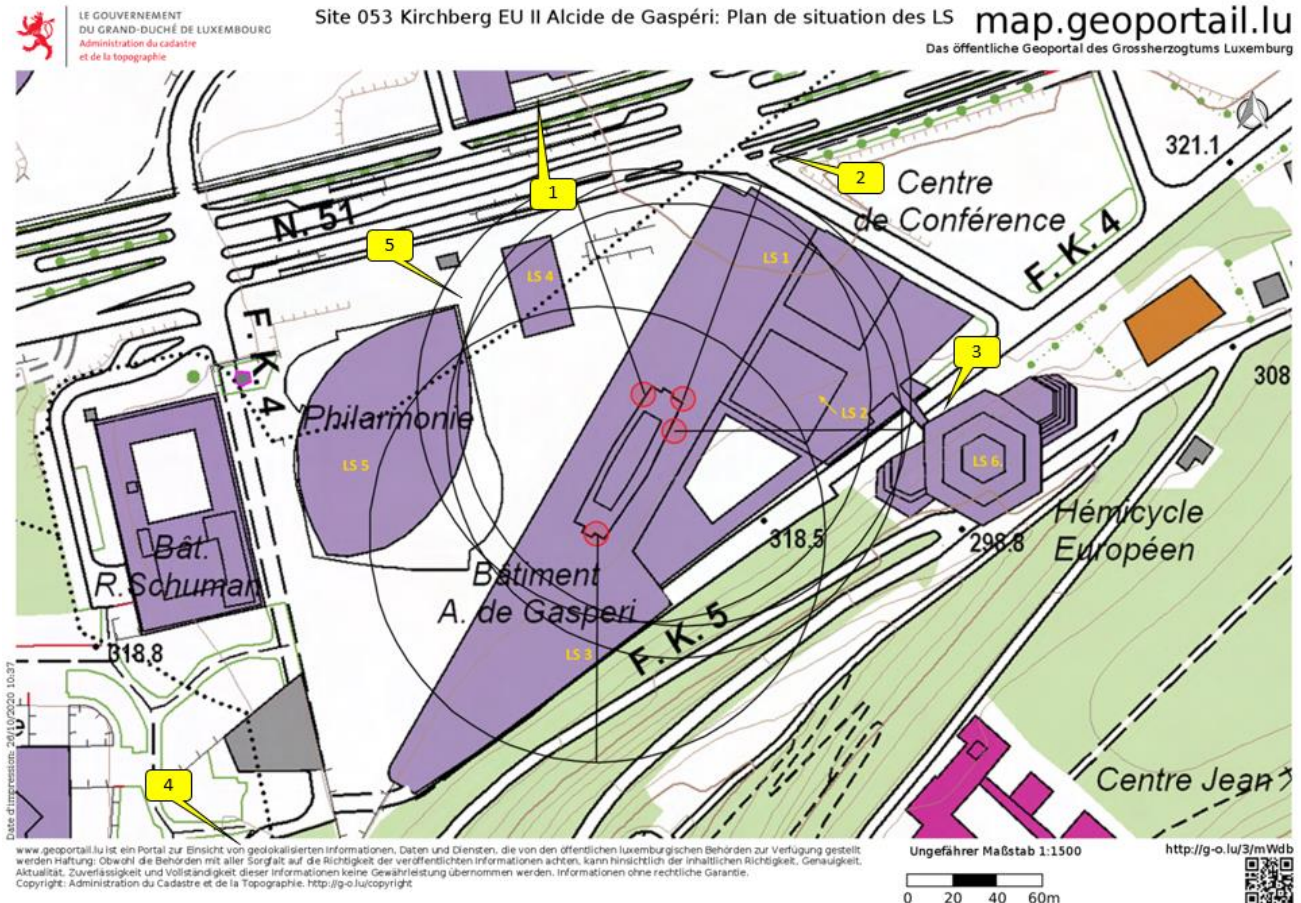 LE GOUVERNEMENT
DU GRAND-DUCHÉ DE LUXEMBOURG
Administration du cadastre
et de la topographie
Site 053 Kirchberg EU II Alcide de Gaspéri: Plan de situation des LS
map.geoportail.lu
Das öffentliche Geoportal des Grossherzogtums Luxemburg
321.1
1
2
Centre
de Conférence
N. 51
5
LS 1
F. K. 4
LS 4
F. K. 4
3
308
Philarmonie
LS 2
LS 5
LS 6
Hémicycle
Européen
318.5
298.8
Bât.
R. Schuman
Bâtiment
A. de Gasperi
F. K. 5
LS 3
318.8
Centre Jean
4
Date d'impression: 26/10/2020 10:37
www.geoportail.lu ist ein Portal zur Einsicht von geolokalisierten Informationen, Daten und Diensten, die von den öffentlichen luxemburgischen Behörden zur Verfügung gestellt
werden Haftung: Obwohl die Behörden mit aller Sorgfalt auf die Richtigkeit der veröffentlichten Informationen achten, kann hinsichtlich der inhaltlichen Richtigkeit, Genauigkeit,
Aktualität, Zuverlässigkeit und Vollständigkeit dieser Informationen keine Gewährleistung übernommen werden. Informationen ohne rechtliche Garantie.
Copyright: Administration du Cadastre et de la Topographie. http://g-o.lu/copyright
Ungefährer Maßstab 1:1500
0 20 40 60m
http://g-o.lu/3/mWdb